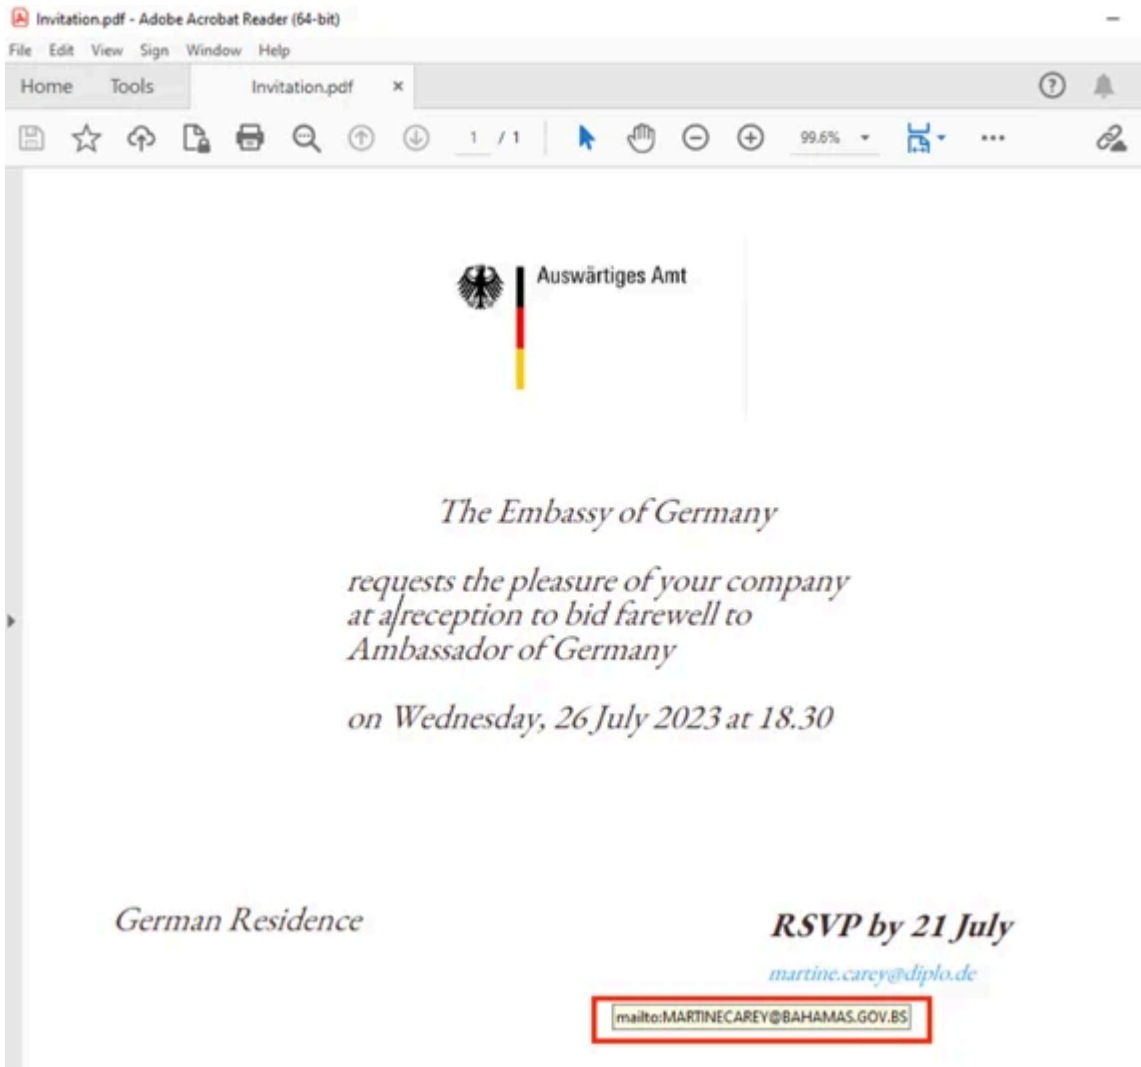 Invitation.pdf - Adobe Acrobat Reader (64-bit)
File Edit View Sign Window Help
Home Tools Invitation.pdf ×
1 / 1 99.6%
Auswärtiges Amt
The Embassy of Germany
requests the pleasure of your company
at a reception to bid farewell to
Ambassador of Germany
on Wednesday, 26 July 2023 at 18.30
German Residence
RSVP by 21 July
martine.carey@diplo.de
mailto:MARTINECAREY@BAHAMAS.GOV.BS